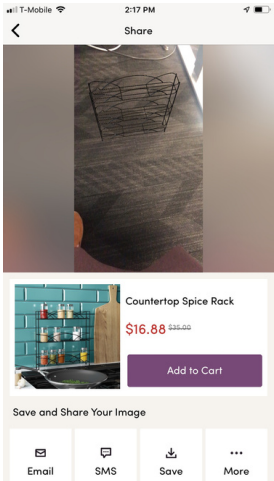 T-Mobile 2:17 PM
Share
Countertop Spice Rack
$16.88 $35.00
Add to Cart
Save and Share Your Image
Email SMS Save More